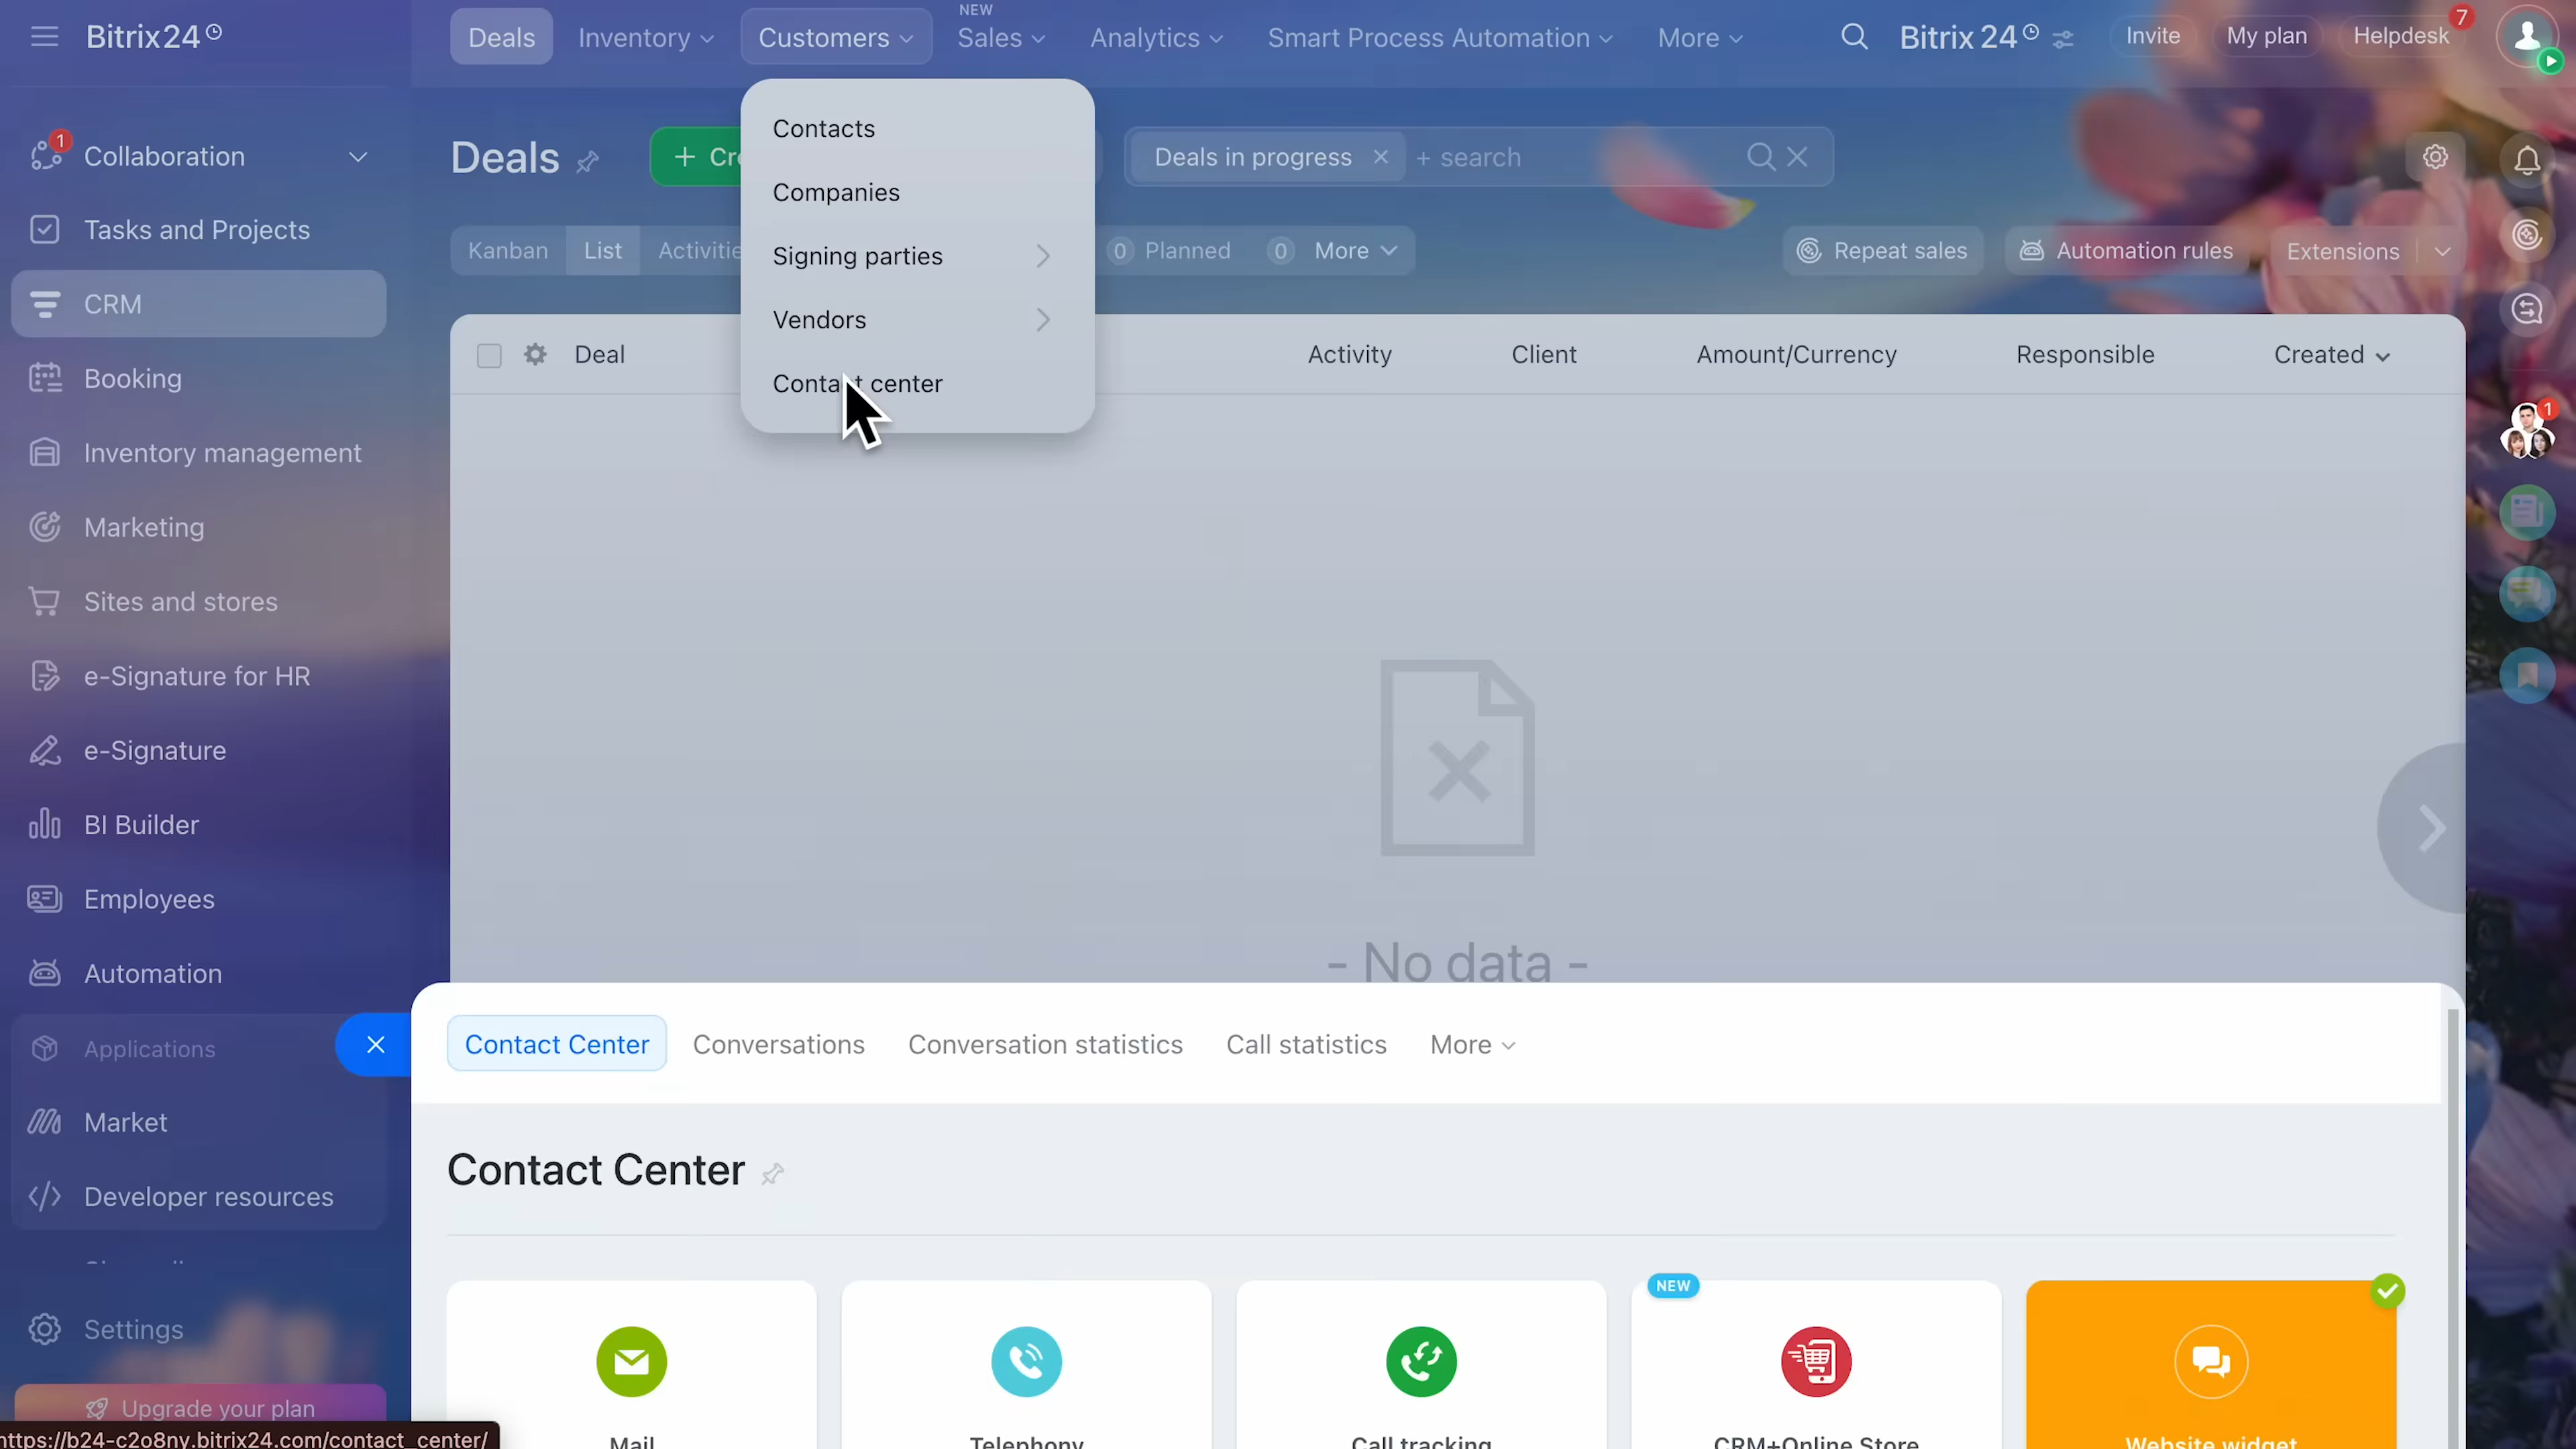 Bitrix24
Deals
Inventory
Customers
NEW
Sales
Analytics
Smart Process Automation
More
Bitrix 24
Invite
My plan
Helpdesk
7
1
Collaboration
Tasks and Projects
CRM
Booking
Inventory management
Marketing
Sites and stores
e-Signature for HR
e-Signature
BI Builder
Employees
Automation
Applications
Market
Developer resources
Settings
Upgrade your plan
https://b24-c2o8ny.bitrix24.com/contact_center/
Contacts
Companies
Signing parties
Vendors
Contact center
Deals
+
Deals in progress
+ search
Kanban
List
0 Planned
0 More
Repeat sales
Automation rules
Extensions
Deal
Activity
Client
Amount/Currency
Responsible
Created
1
- No data -
Contact Center
Conversations
Conversation statistics
Call statistics
More
Contact Center
Mail
Telephony
Call tracking
NEW
CRM+Online Store
Website widget